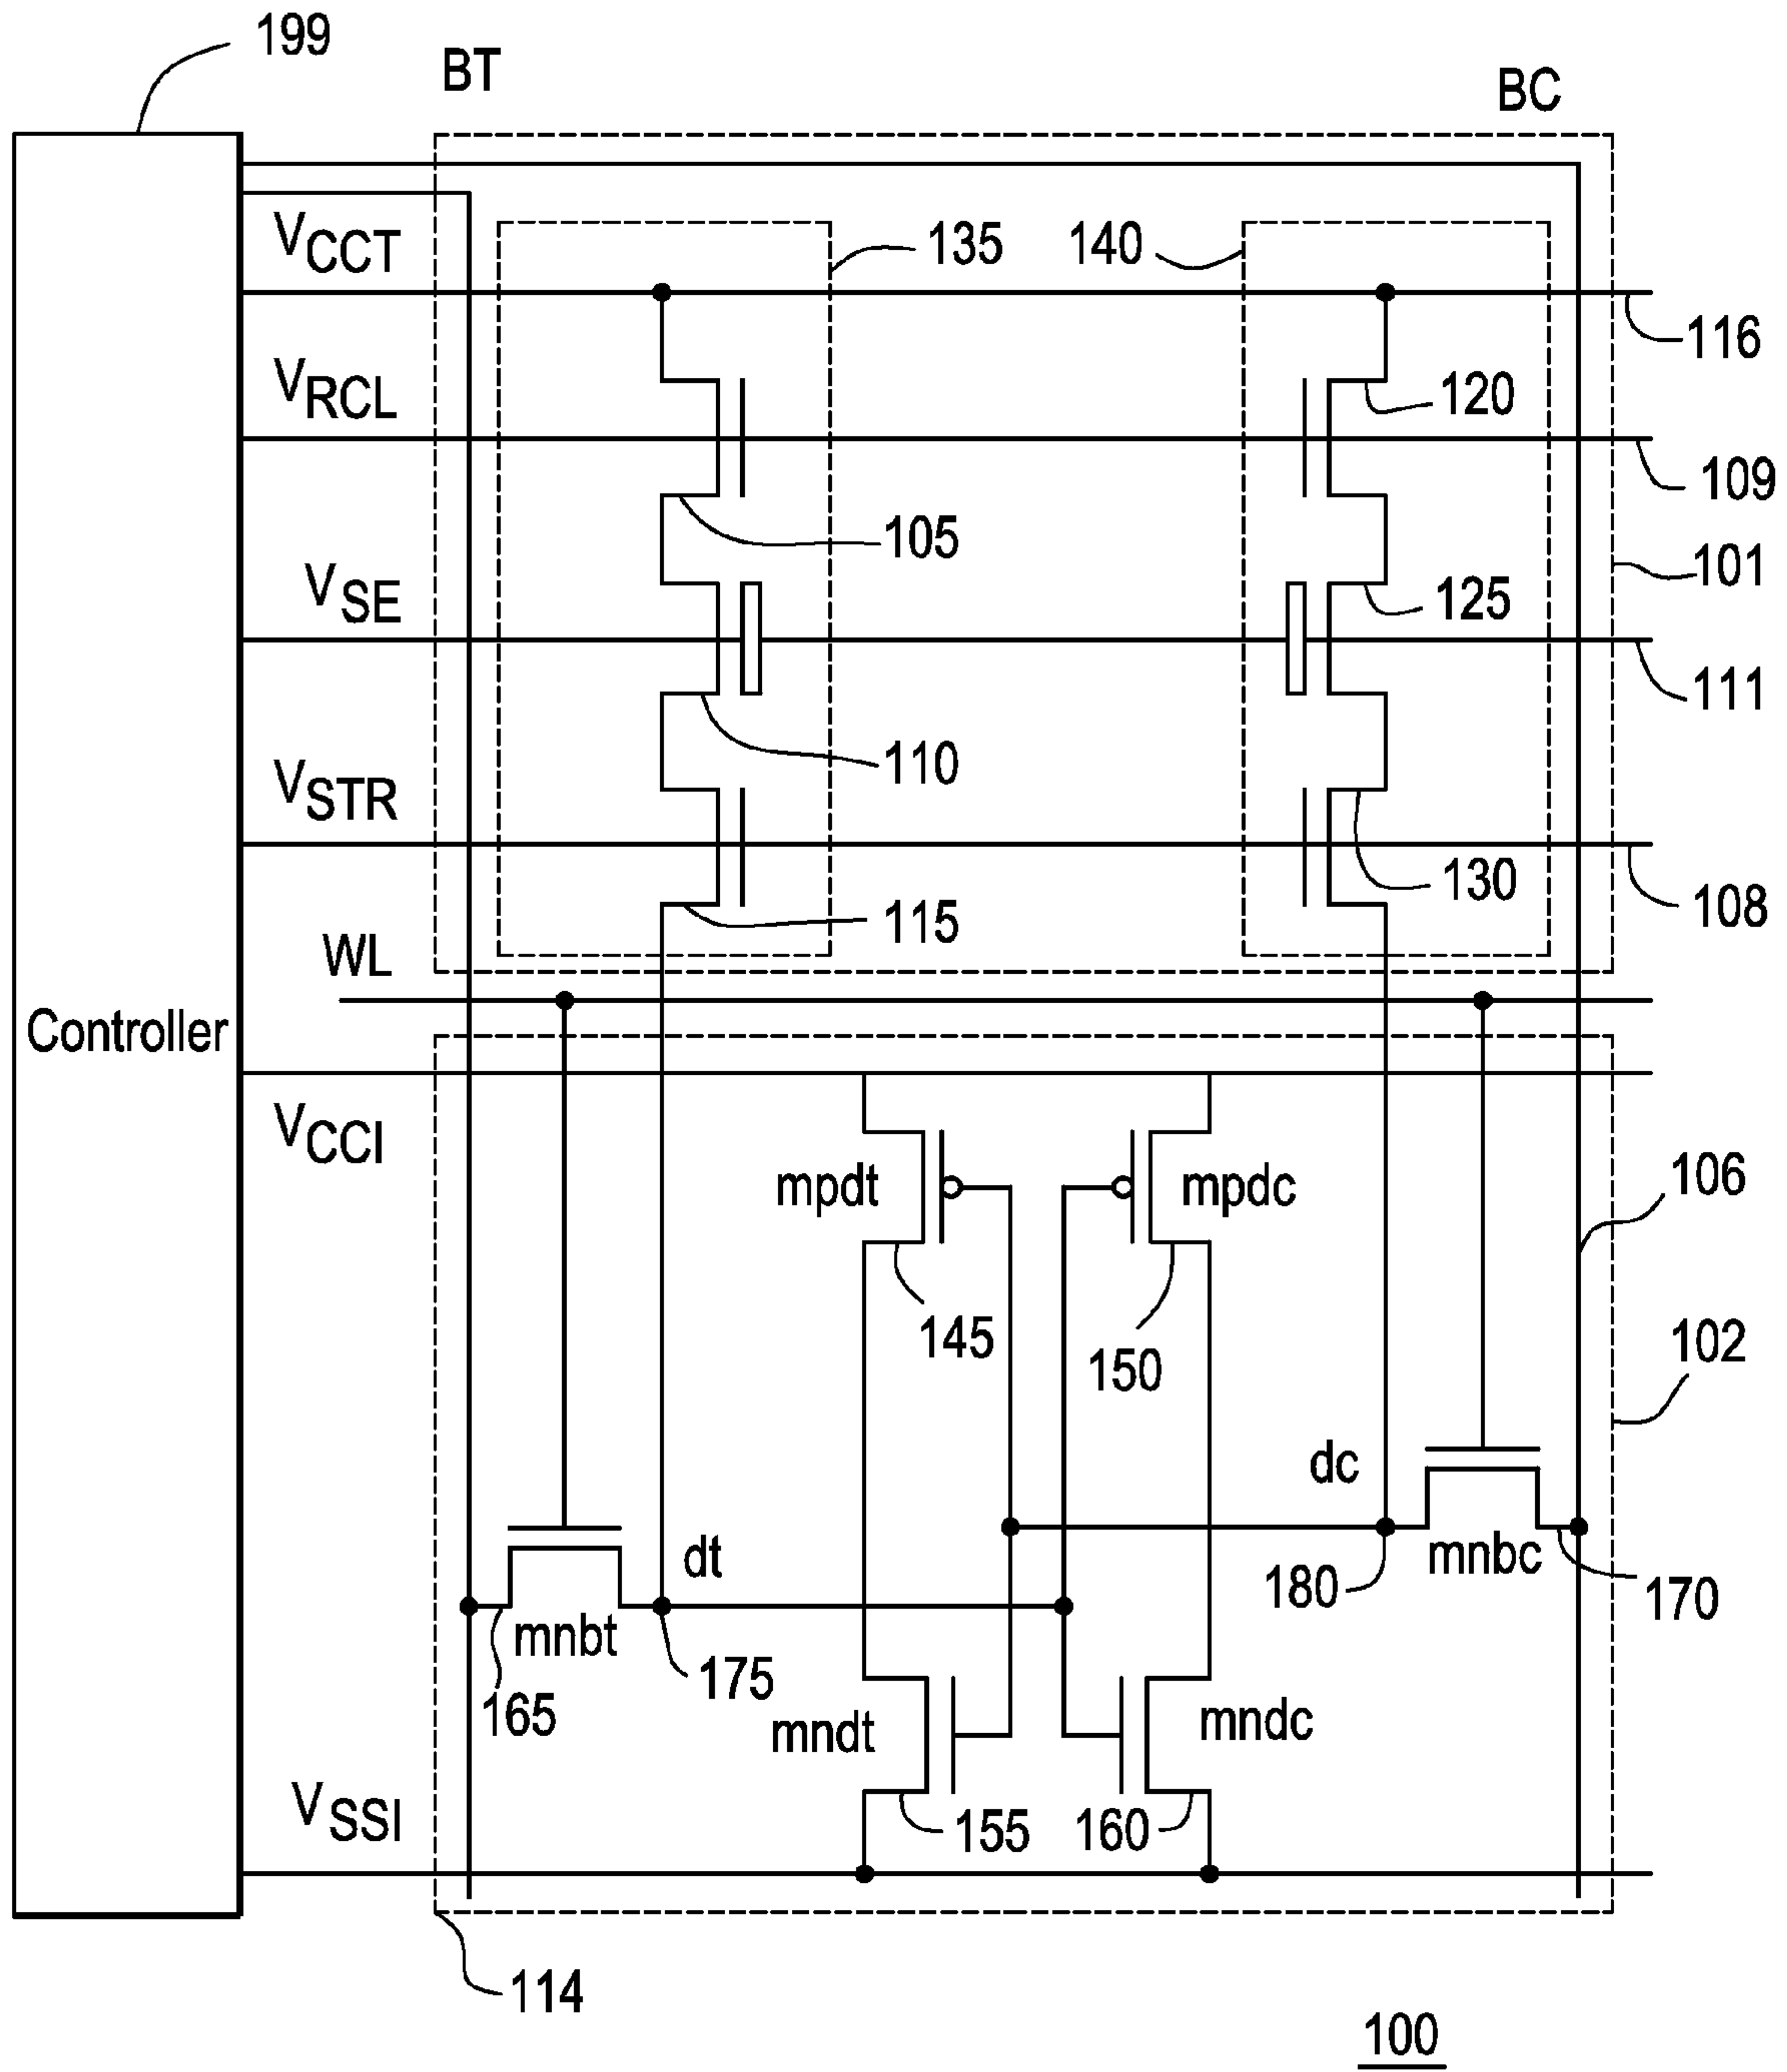 199
BT
BC
VCCT
135
140
116
VRCL
120
109
105
101
VSE
125
111
110
VSTR
130
108
115
WL
Controller
VCCI
mpdt
mpdc
106
145
150
102
dc
dt
mnbc
180
170
mnbt
175
165
mndt
mndc
VSSI
155
160
114
100